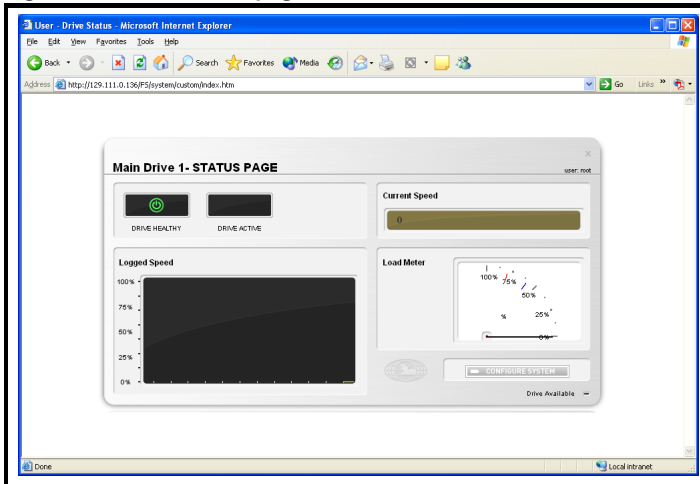 User - Drive Status - Microsoft Internet Explorer
File Edit View Favorites Tools Help
Back Search Favorites Media
Address http://129.111.0.136/FS/system/custom/index.htm Go Links »
Main Drive 1- STATUS PAGE
user: root
DRIVE HEALTHY DRIVE ACTIVE
Current Speed
0
Logged Speed
100%
75%
50%
25%
0%
Load Meter
100% 75%
50%
% 25%
0%
CONFIGURE SYSTEM
Drive Available
Done Local intranet